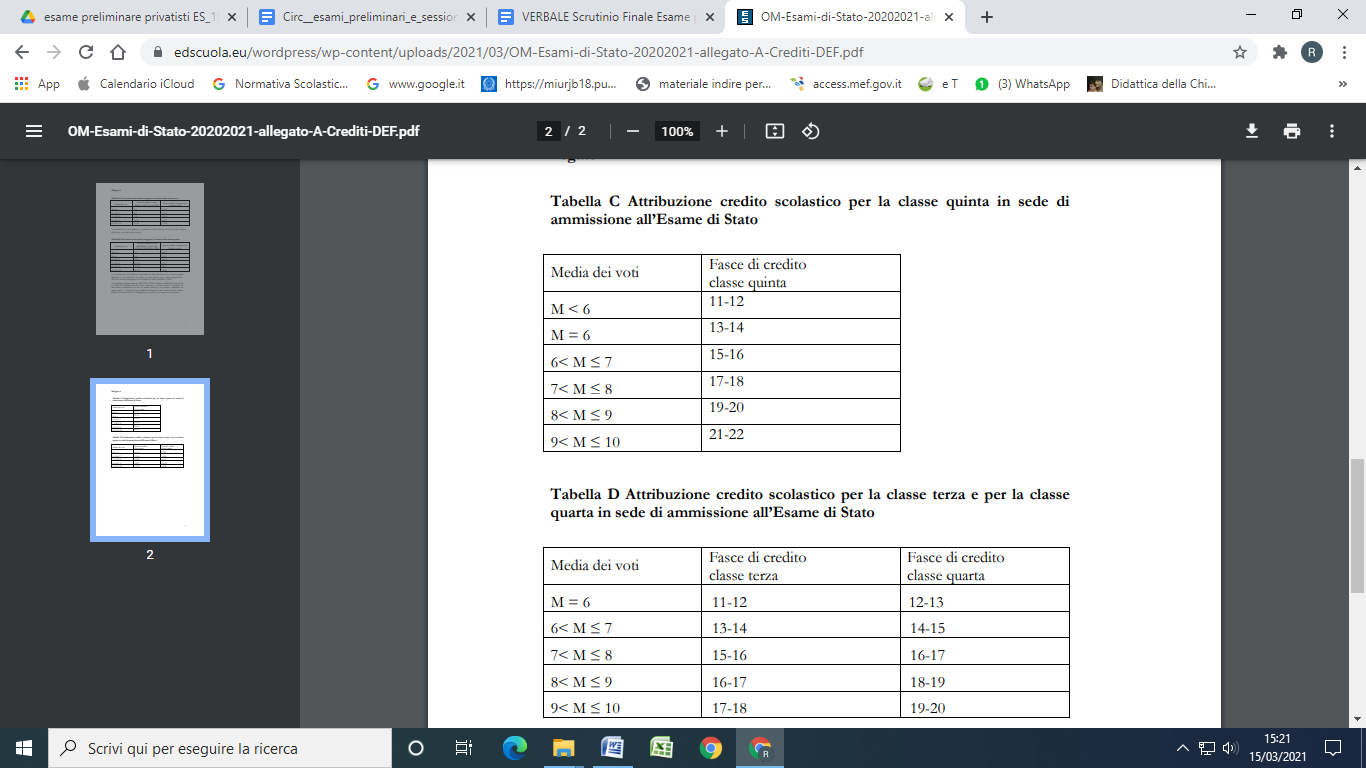 esame preliminare privatisti ES_1
Circ__esami_preliminari_e_session
VERBALE Scrutinio Finale Esame p
OM-Esami-di-Stato-20202021-all
edscuola.eu/wordpress/wp-content/uploads/2021/03/OM-Esami-di-Stato-20202021-allegato-A-Crediti-DEF.pdf
R
App
Calendario iCloud
Normativa Scolastic...
www.google.it
https://miurjb18.pu...
materiale indire per...
access.mef.gov.it
e T
(3) WhatsApp
Didattica della Chi...
»
OM-Esami-di-Stato-20202021-allegato-A-Crediti-DEF.pdf
2 / 2
100%
1
2
Tabella C Attribuzione credito scolastico per la classe quinta in sede di
ammissione all'Esame di Stato
Media dei voti
Fasce di credito
classe quinta
M < 6
11-12
M = 6
13-14
6< M ≤ 7
15-16
7< M ≤ 8
17-18
8< M ≤ 9
19-20
9< M ≤ 10
21-22
Tabella D Attribuzione credito scolastico per la classe terza e per la classe
quarta in sede di ammissione all'Esame di Stato
Media dei voti
Fasce di credito
classe terza
Fasce di credito
classe quarta
M = 6
11-12
12-13
6< M ≤ 7
13-14
14-15
7< M ≤ 8
15-16
16-17
8< M ≤ 9
16-17
18-19
9< M ≤ 10
17-18
19-20
Scrivi qui per eseguire la ricerca
15:21
15/03/2021